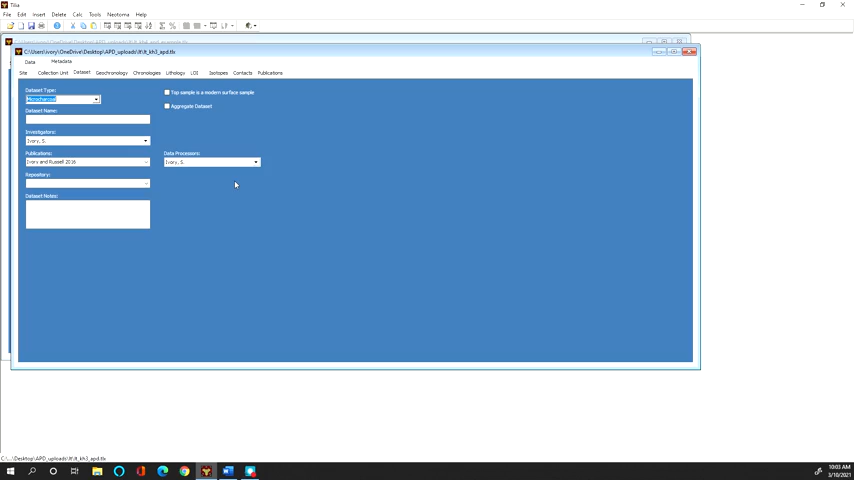 Tilia
File Edit Insert Delete Calc Tools Neotoma Help
C:\Users\ivory\OneDrive\Desktop\APD_uploads\lt\lt_kh3_apd.tlx
Data Metadata
Site Collection Unit Dataset Geochronology Chronologies Lithology LOI Isotopes Contacts Publications
Dataset Type:
Microcharcoal
Top sample is a modern surface sample
Aggregate Dataset
Dataset Name:
Investigators:
Ivory, S.
Publications:
Ivory and Russell 2016
Data Processors:
Ivory, S.
Repository:
Dataset Notes:
C:\...Desktop\APD_uploads\lt\lt_kh3_apd.tlx
10:03 AM
3/10/2021